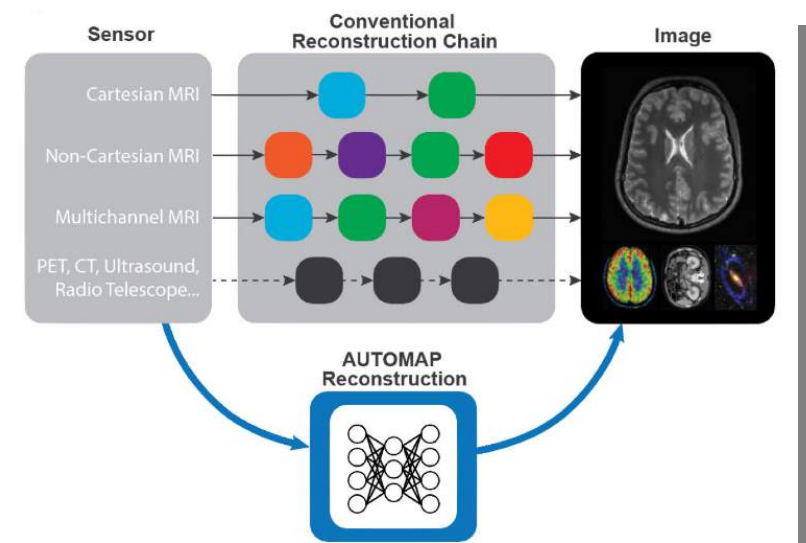 Sensor
Conventional
Reconstruction Chain
Image
Cartesian MRI
Non-Cartesian MRI
Multichannel MRI
PET, CT, Ultrasound,
Radio Telescope...
AUTOMAP
Reconstruction